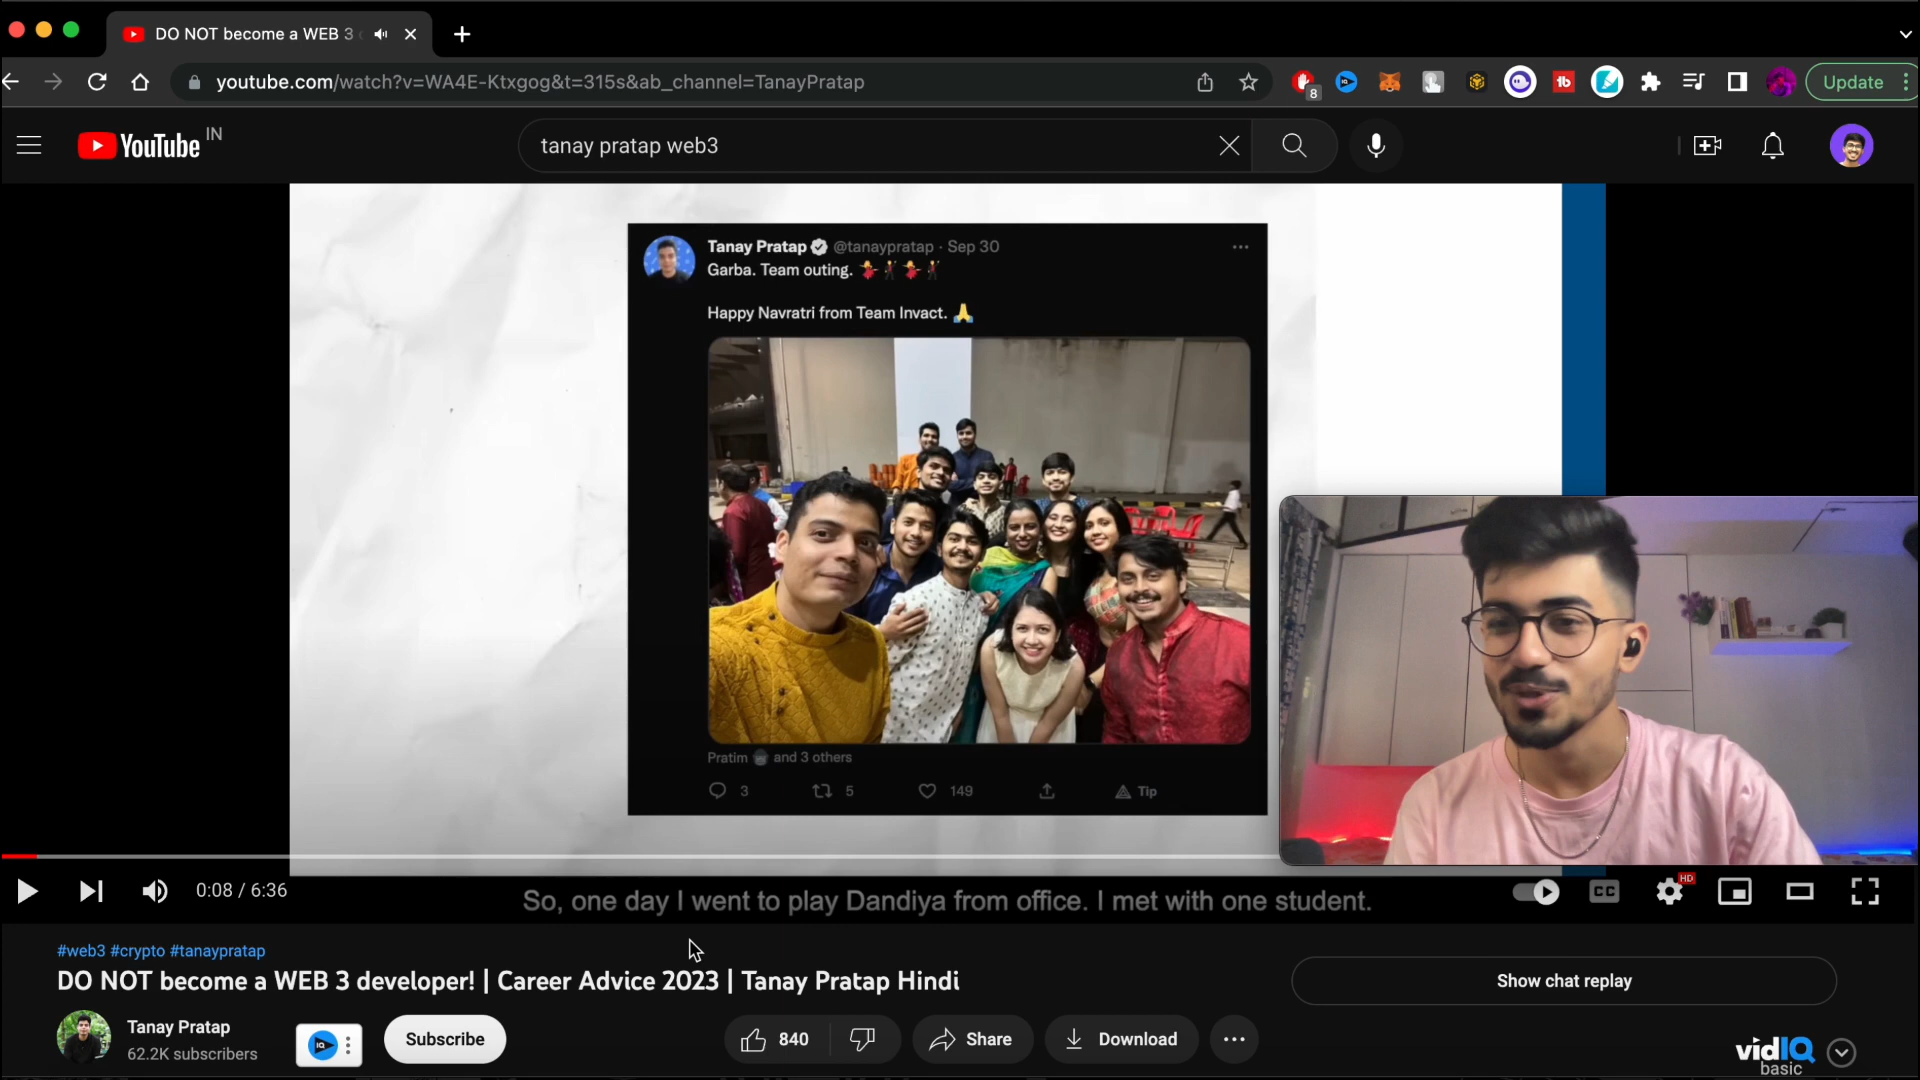 DO NOT become a WEB 3
youtube.com/watch?v=WA4E-Ktxgog&t=315s&ab_channel=TanayPratap
8
Update
YouTube IN
tanay pratap web3
Tanay Pratap @tanaypratap · Sep 30
Garba. Team outing.
Happy Navratri from Team Invact.
Pratim and 3 others
3 5 149 Tip
0:08 / 6:36
CC
HD
So, one day I went to play Dandiya from office. I met with one student.
#web3 #crypto #tanaypratap
DO NOT become a WEB 3 developer! | Career Advice 2023 | Tanay Pratap Hindi
Show chat replay
Tanay Pratap
62.2K subscribers
IQ
Subscribe
840
Share
Download
vidIQ
basic